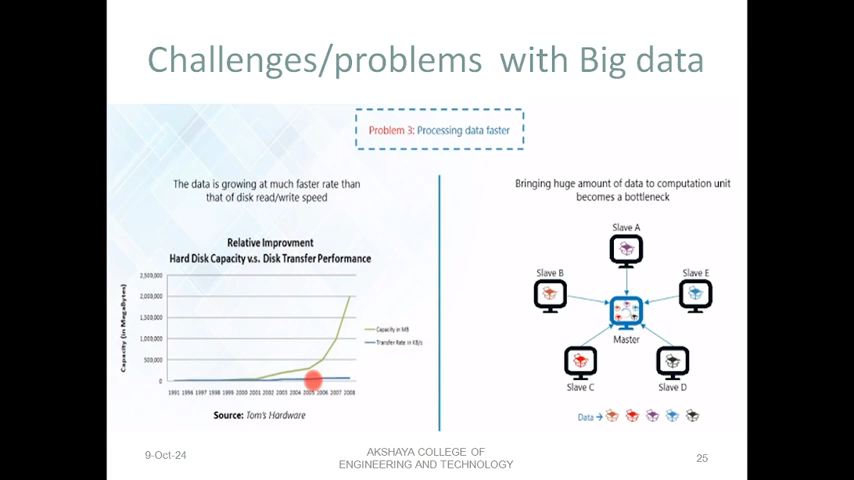 Challenges/problems with Big data
Problem 3: Processing data faster
The data is growing at much faster rate than
that of disk read/write speed
Relative Improvment
Hard Disk Capacity v.s. Disk Transfer Performance
Capacity (in MegaBytes)
2,500,000
2,000,000
1,500,000
1,000,000
500,000
0
1991 1996 1997 1998 1999 2000 2001 2002 2003 2004 2005 2006 2007 2008
Capacity in MB
Transfer Rate in KB/s
Source: Tom's Hardware
Bringing huge amount of data to computation unit
becomes a bottleneck
Slave A
Slave B
Slave E
Master
Slave C
Slave D
Data
9-Oct-24
AKSHAYA COLLEGE OF
ENGINEERING AND TECHNOLOGY
25